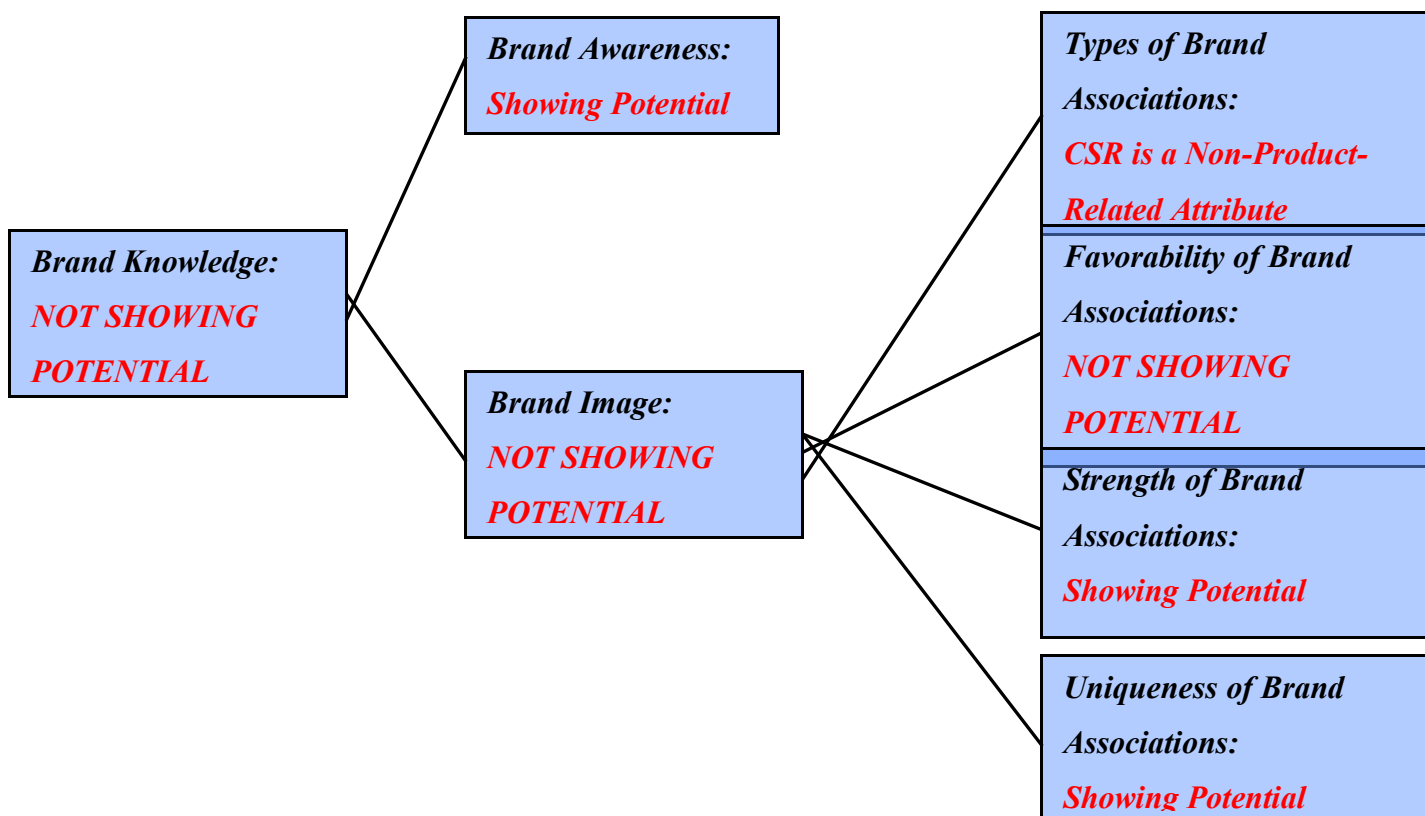 Brand Awareness:
Showing Potential
Brand Knowledge:
NOT SHOWING
POTENTIAL
Brand Image:
NOT SHOWING
POTENTIAL
Types of Brand
Associations:
CSR is a Non-Product-
Related Attribute
Favorability of Brand
Associations:
NOT SHOWING
POTENTIAL
Strength of Brand
Associations:
Showing Potential
Uniqueness of Brand
Associations:
Showing Potential